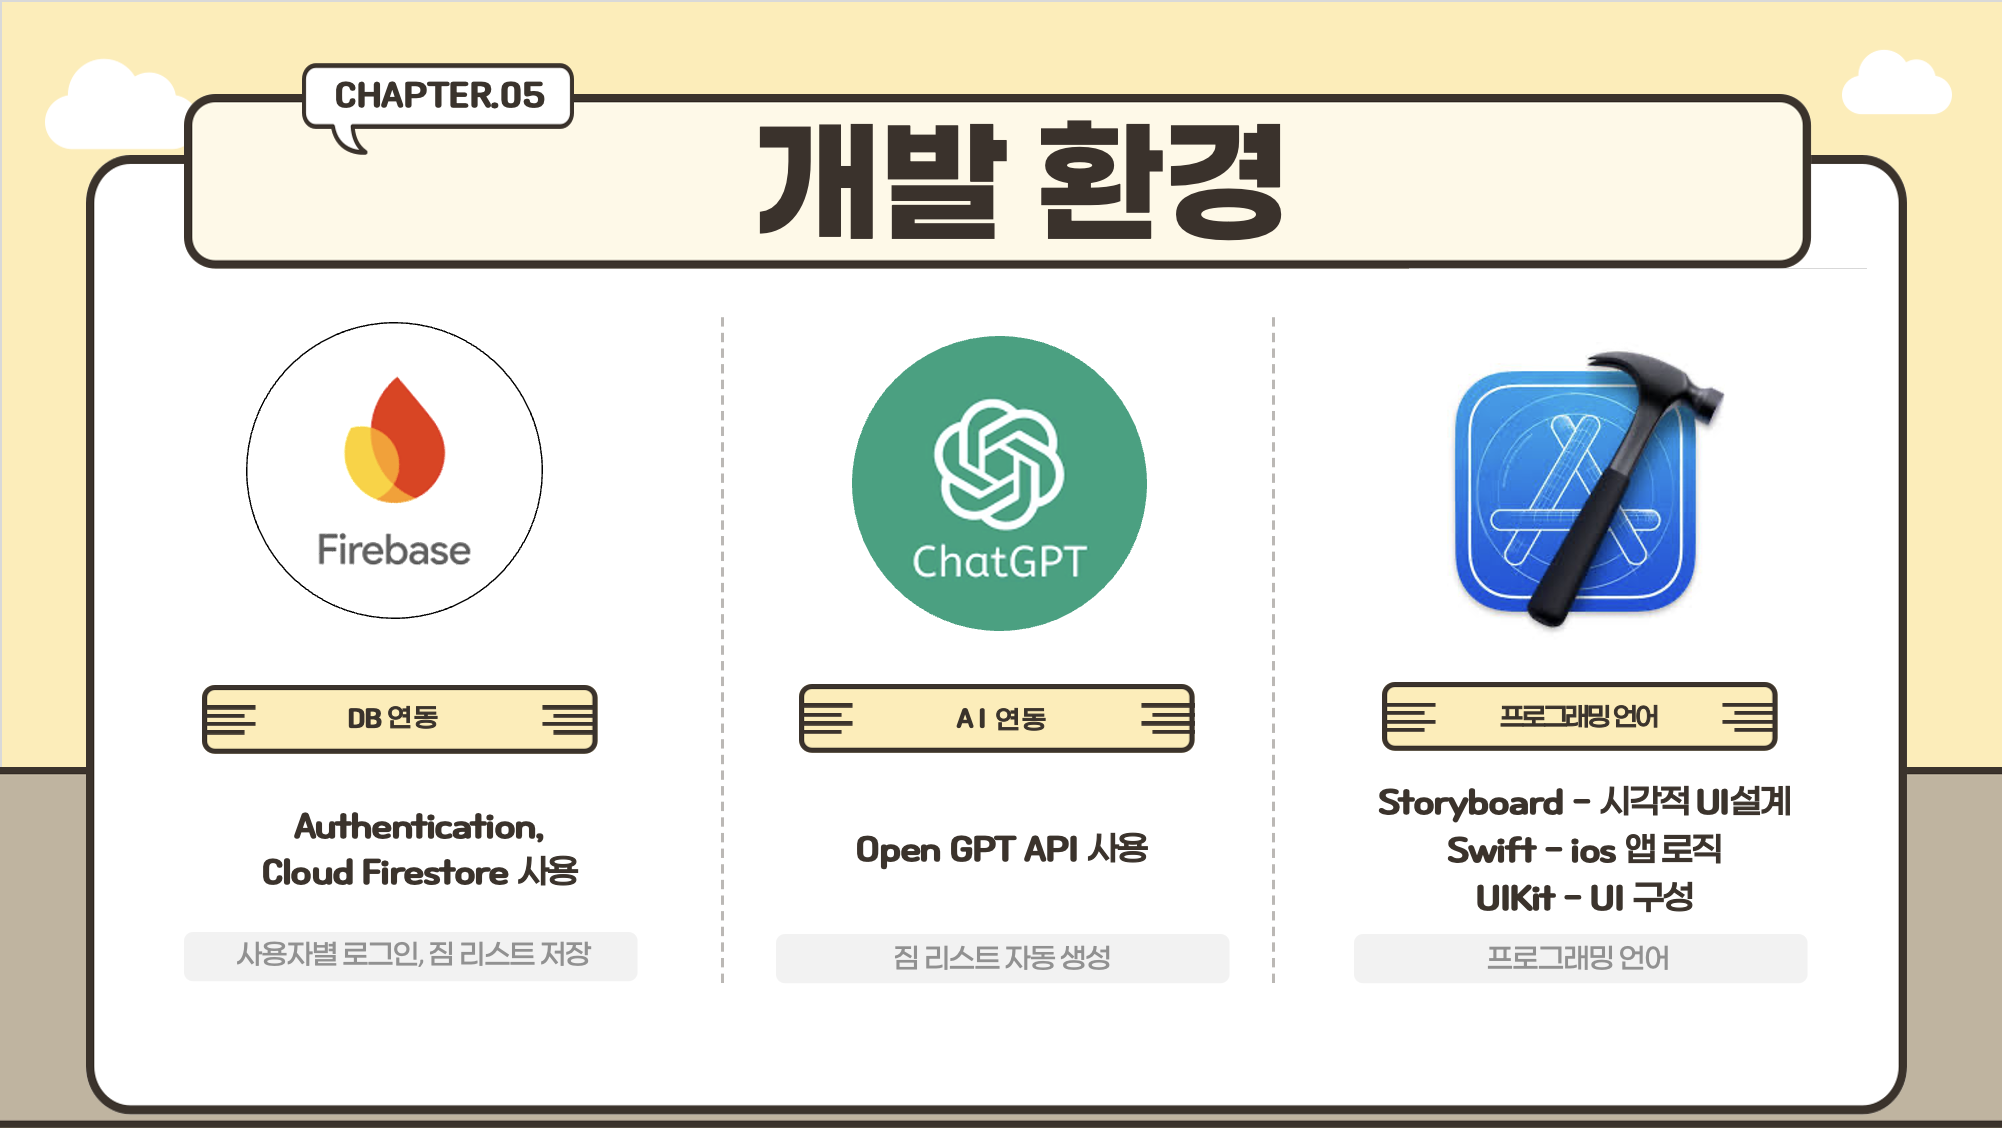 CHAPTER.05
개발 환경
Firebase
ChatGPT
DB 연동
AI 연동
프로그래밍 언어
Authentication,
Cloud Firestore 사용
Open GPT API 사용
Storyboard - 시각적 UI설계
Swift - ios 앱 로직
UIKit - UI 구성
사용자별 로그인, 짐 리스트 저장
짐 리스트 자동 생성
프로그래밍 언어